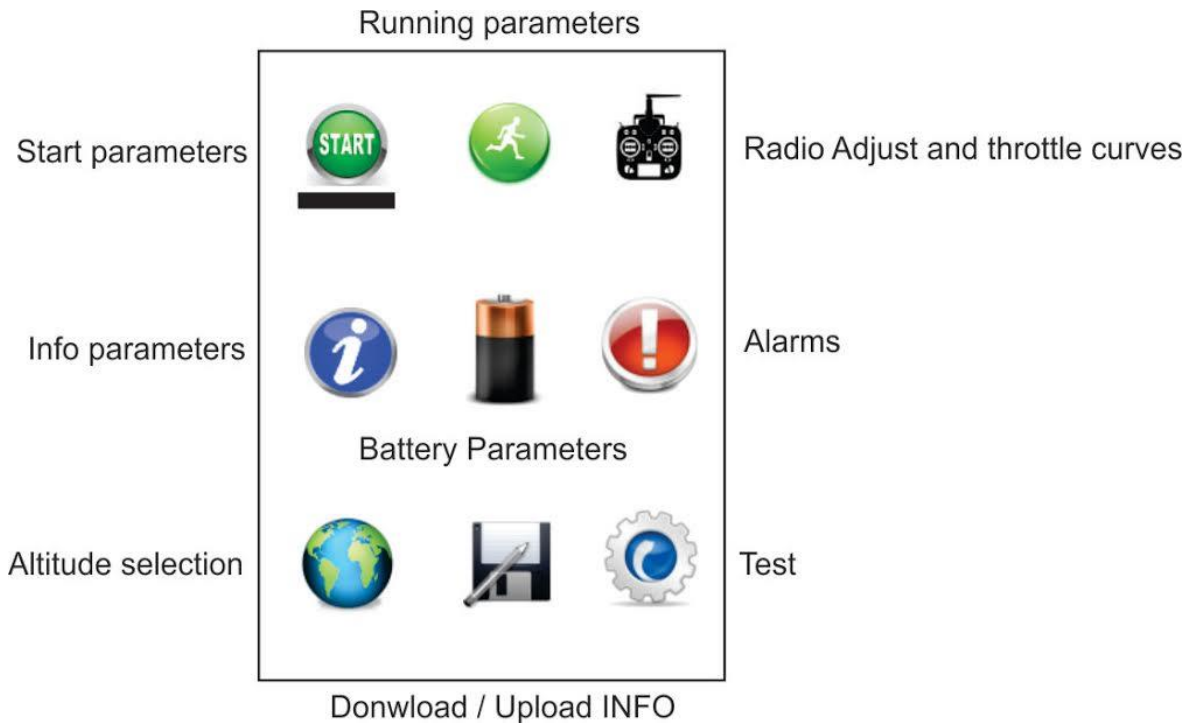 Running parameters
Start parameters
START
Radio Adjust and throttle curves
Info parameters
i
!
Alarms
Battery Parameters
Altitude selection
Test
Donwload / Upload INFO